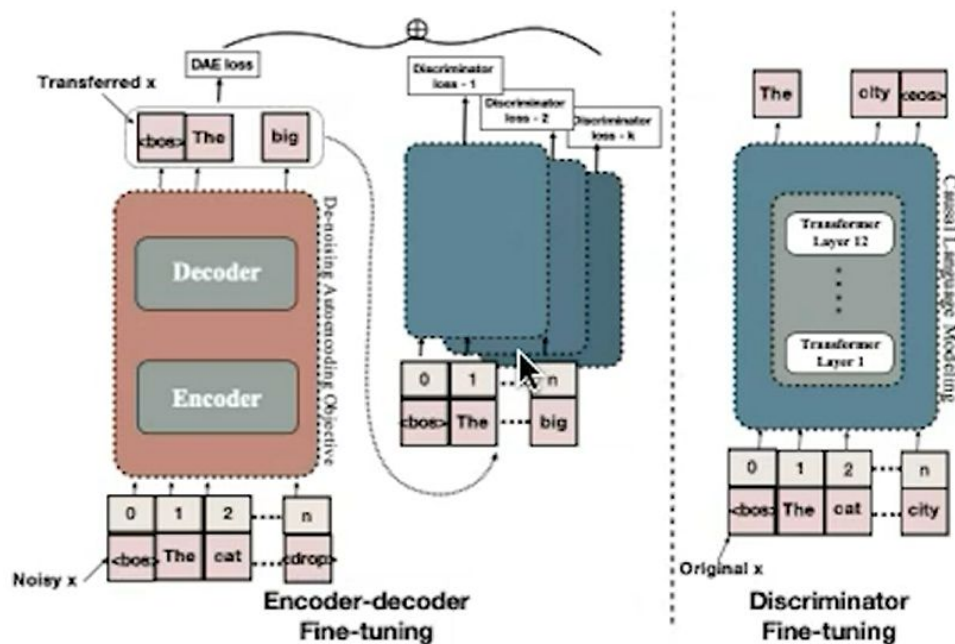 DAE loss
Transferred x
<bos> The big
Decoder
Encoder
De-noising Autoencoding Objective
0 1 2 n
<bos> The cat <drop>
Noisy x
Encoder-decoder
Fine-tuning
Discriminator
loss - 1
Discriminator
loss - 2
Discriminator
loss - k
0 1 n
<bos> The big
The city <eos>
Transformer
Layer 12
Transformer
Layer 1
Causal Language Modeling
0 1 2 n
<bos> The cat city
Original x
Discriminator
Fine-tuning